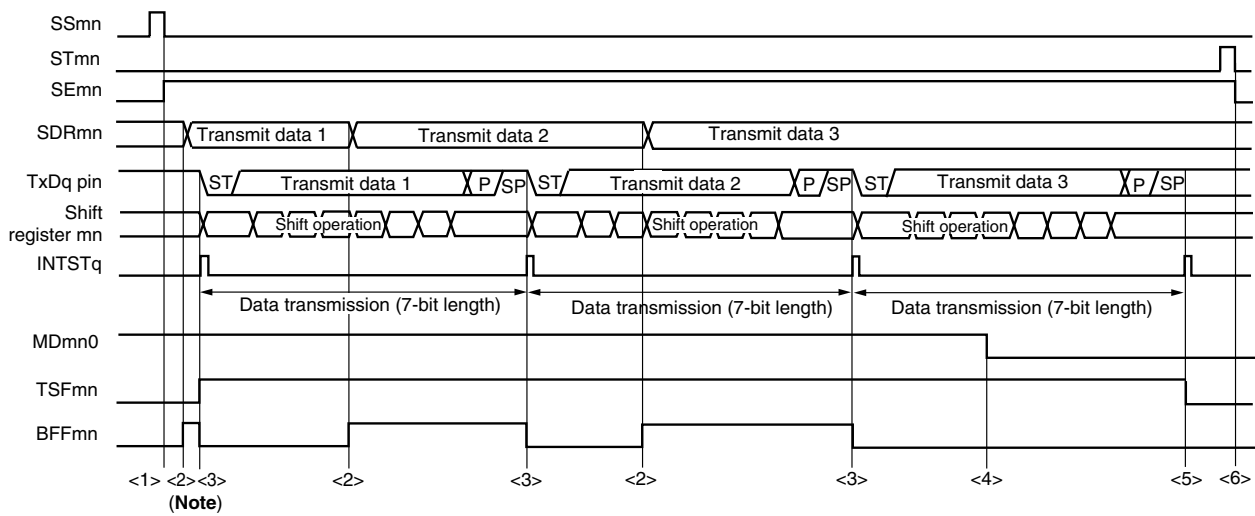 SSmn
STmn
SEmn
SDRmn Transmit data 1 Transmit data 2 Transmit data 3
TxDq pin ST Transmit data 1 P SP ST Transmit data 2 P SP ST Transmit data 3 P SP
Shift
register mn Shift operation Shift operation Shift operation
INTSTq
Data transmission (7-bit length) Data transmission (7-bit length) Data transmission (7-bit length)
MDmn0
TSFmn
BFFmn
<1> <2> <3> <2> <3> <2> <3> <4> <5> <6>
(Note)